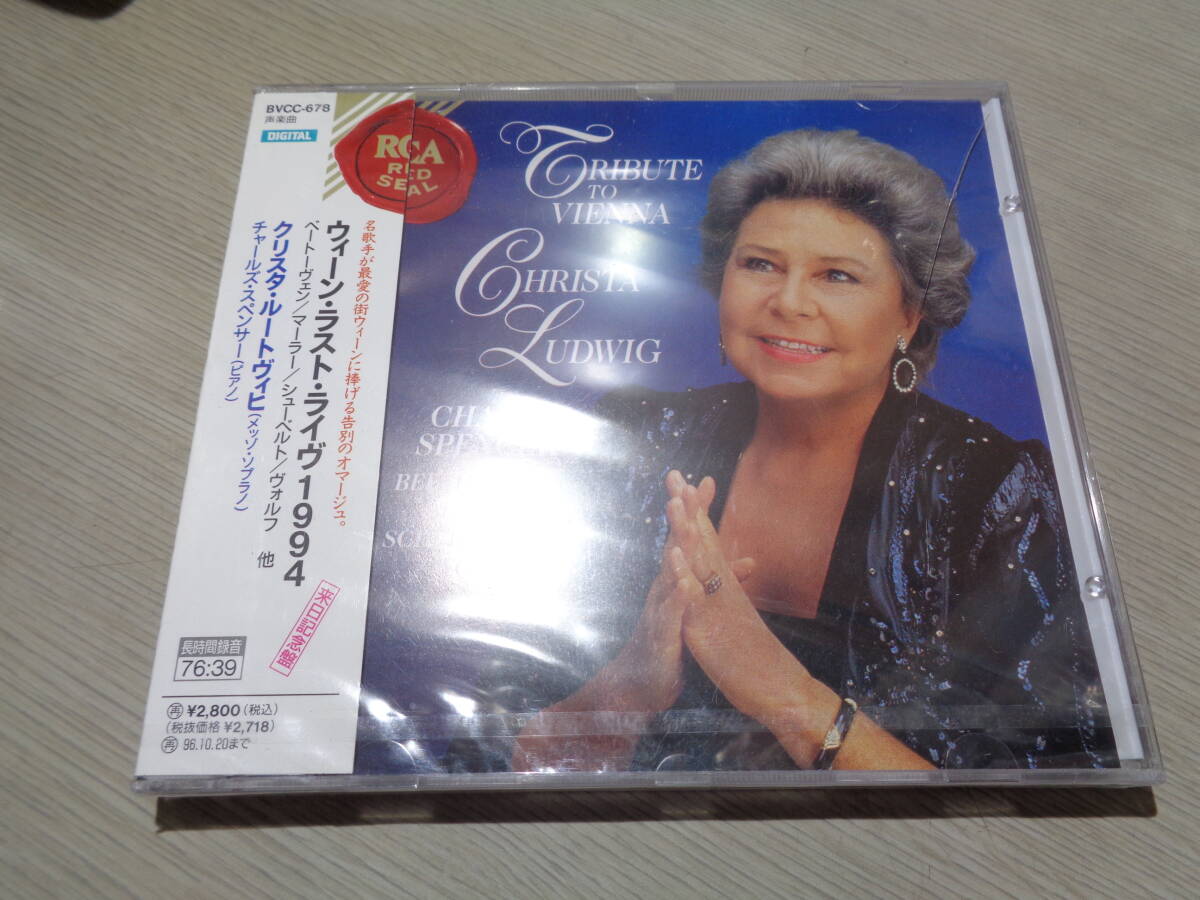 BVCC-678
声楽曲
DIGITAL
RCA
RED
SEAL
名歌手が最愛の街ウィーンに捧げる告別のオマージュ。
ウィーン・ラスト・ライヴ1994
ベートーヴェン/マーラー/シューベルト/ヴォルフ 他
クリスタ・ルートヴィヒ(メッゾ・ソプラノ)
チャールズ・スペンサー(ピアノ)
来日記念盤
長時間録音
76:39
再 ¥2,800(税込)
(税抜価格 ¥2,718)
再 96.10.20まで
TRIBUTE
TO
VIENNA
CHRISTA
LUDWIG